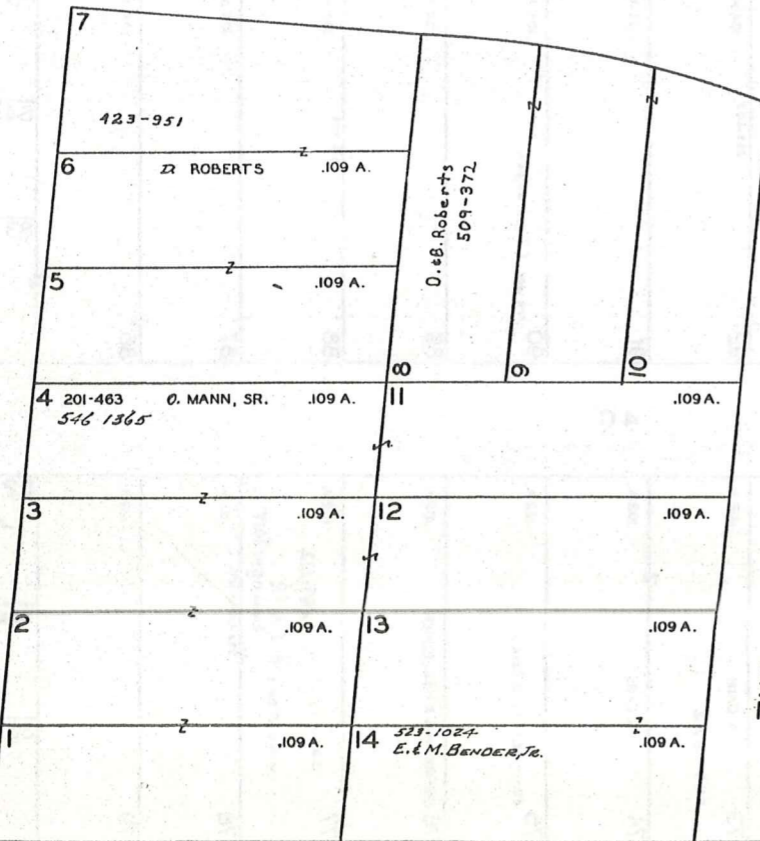 7
423-951
6 D. ROBERTS .109 A.
D.&B. Roberts
509-372
5 .109 A.
8
9
10
4 201-463 O. MANN, SR. .109 A.
546 1365
11 .109 A.
3 .109 A.
12 .109 A.
2 .109 A.
13 .109 A.
1 .109 A.
14 523-1024 .109 A.
E. & M. BENDER, JR.